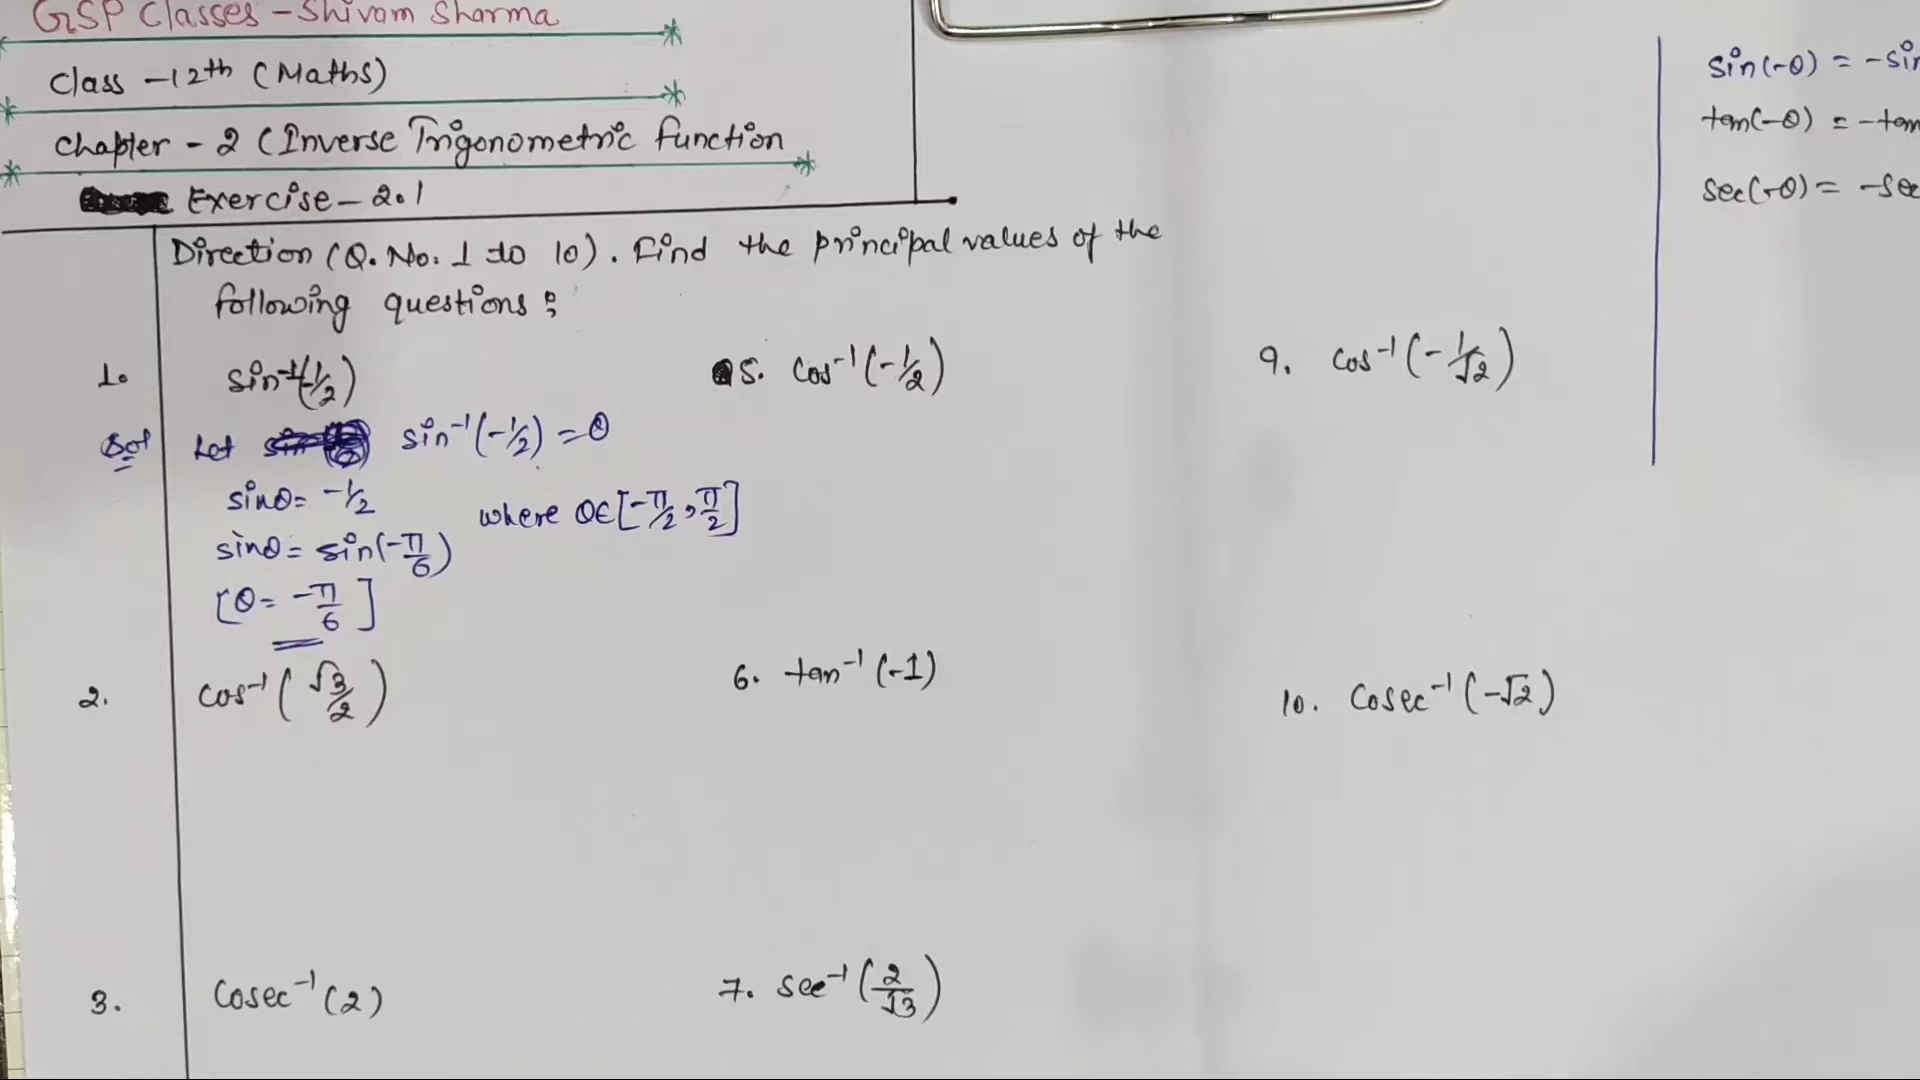 GSP Classes - Shivam Sharma
Class - 12th (Maths)
Chapter - 2 (Inverse Trigonometric function
Exercise - 2.1
Direction (Q. No. 1 to 10). Find the principal values of the
following questions :
1. sin⁻¹(-1/2)
Sol Let sin⁻¹(-1/2) = θ
sinθ = -1/2
where θ∈[-π/2, π/2]
sinθ = sin(-π/6)
[θ = -π/6]
2. cos⁻¹(√3/2)
3. Cosec⁻¹(2)
5. Cos⁻¹(-1/2)
6. tan⁻¹(-1)
7. sec⁻¹(2/√3)
9. Cos⁻¹(-1/√2)
10. Cosec⁻¹(-√2)
sin(-θ) = -sin
tan(-θ) = -tan
sec(-θ) = -sec